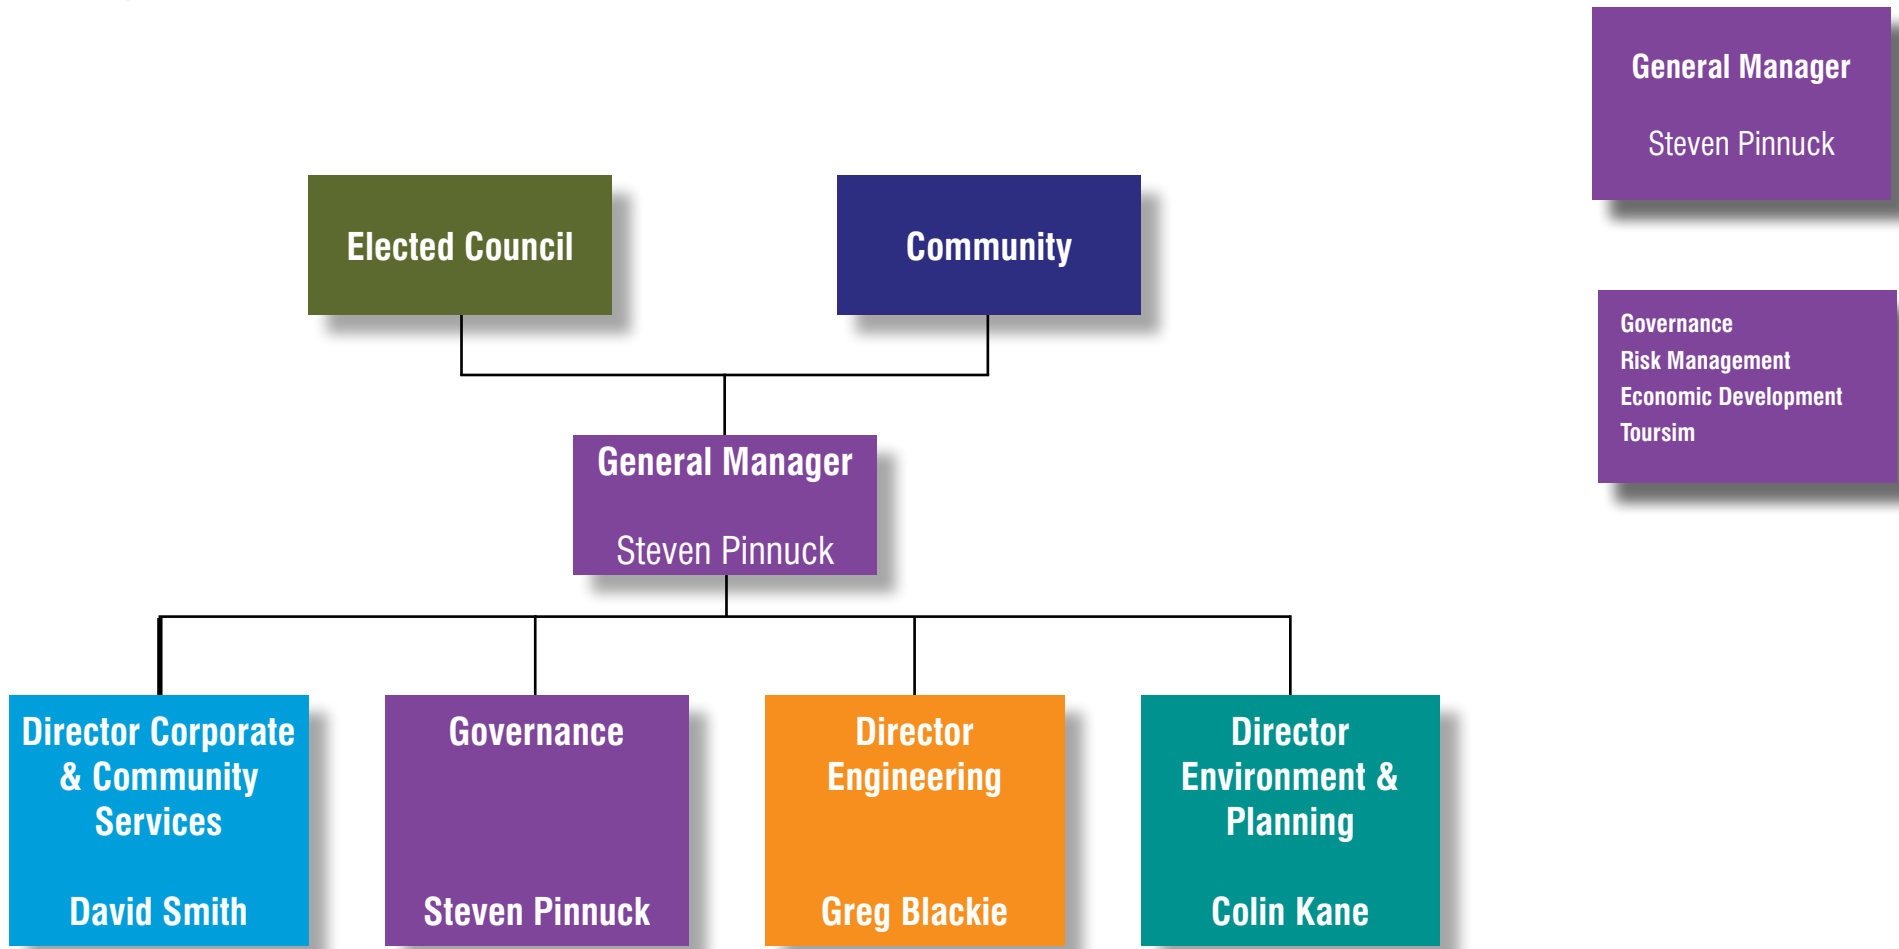 Elected Council
Community
General Manager
Steven Pinnuck
Director Corporate
& Community
Services
David Smith
Governance
Steven Pinnuck
Director
Engineering
Greg Blackie
Director
Environment &
Planning
Colin Kane
General Manager
Steven Pinnuck
Governance
Risk Management
Economic Development
Toursim